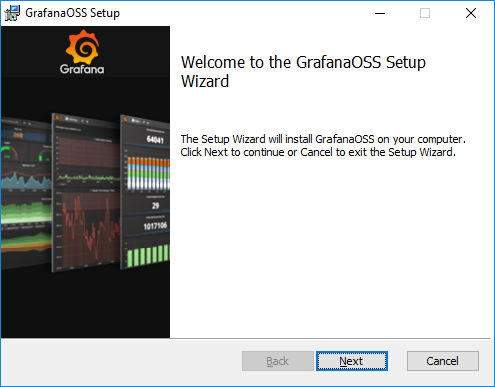 GrafanaOSS Setup
Grafana
Welcome to the GrafanaOSS Setup
Wizard
268
64041
29
1017106
The Setup Wizard will install GrafanaOSS on your computer.
Click Next to continue or Cancel to exit the Setup Wizard.
Back
Next
Cancel